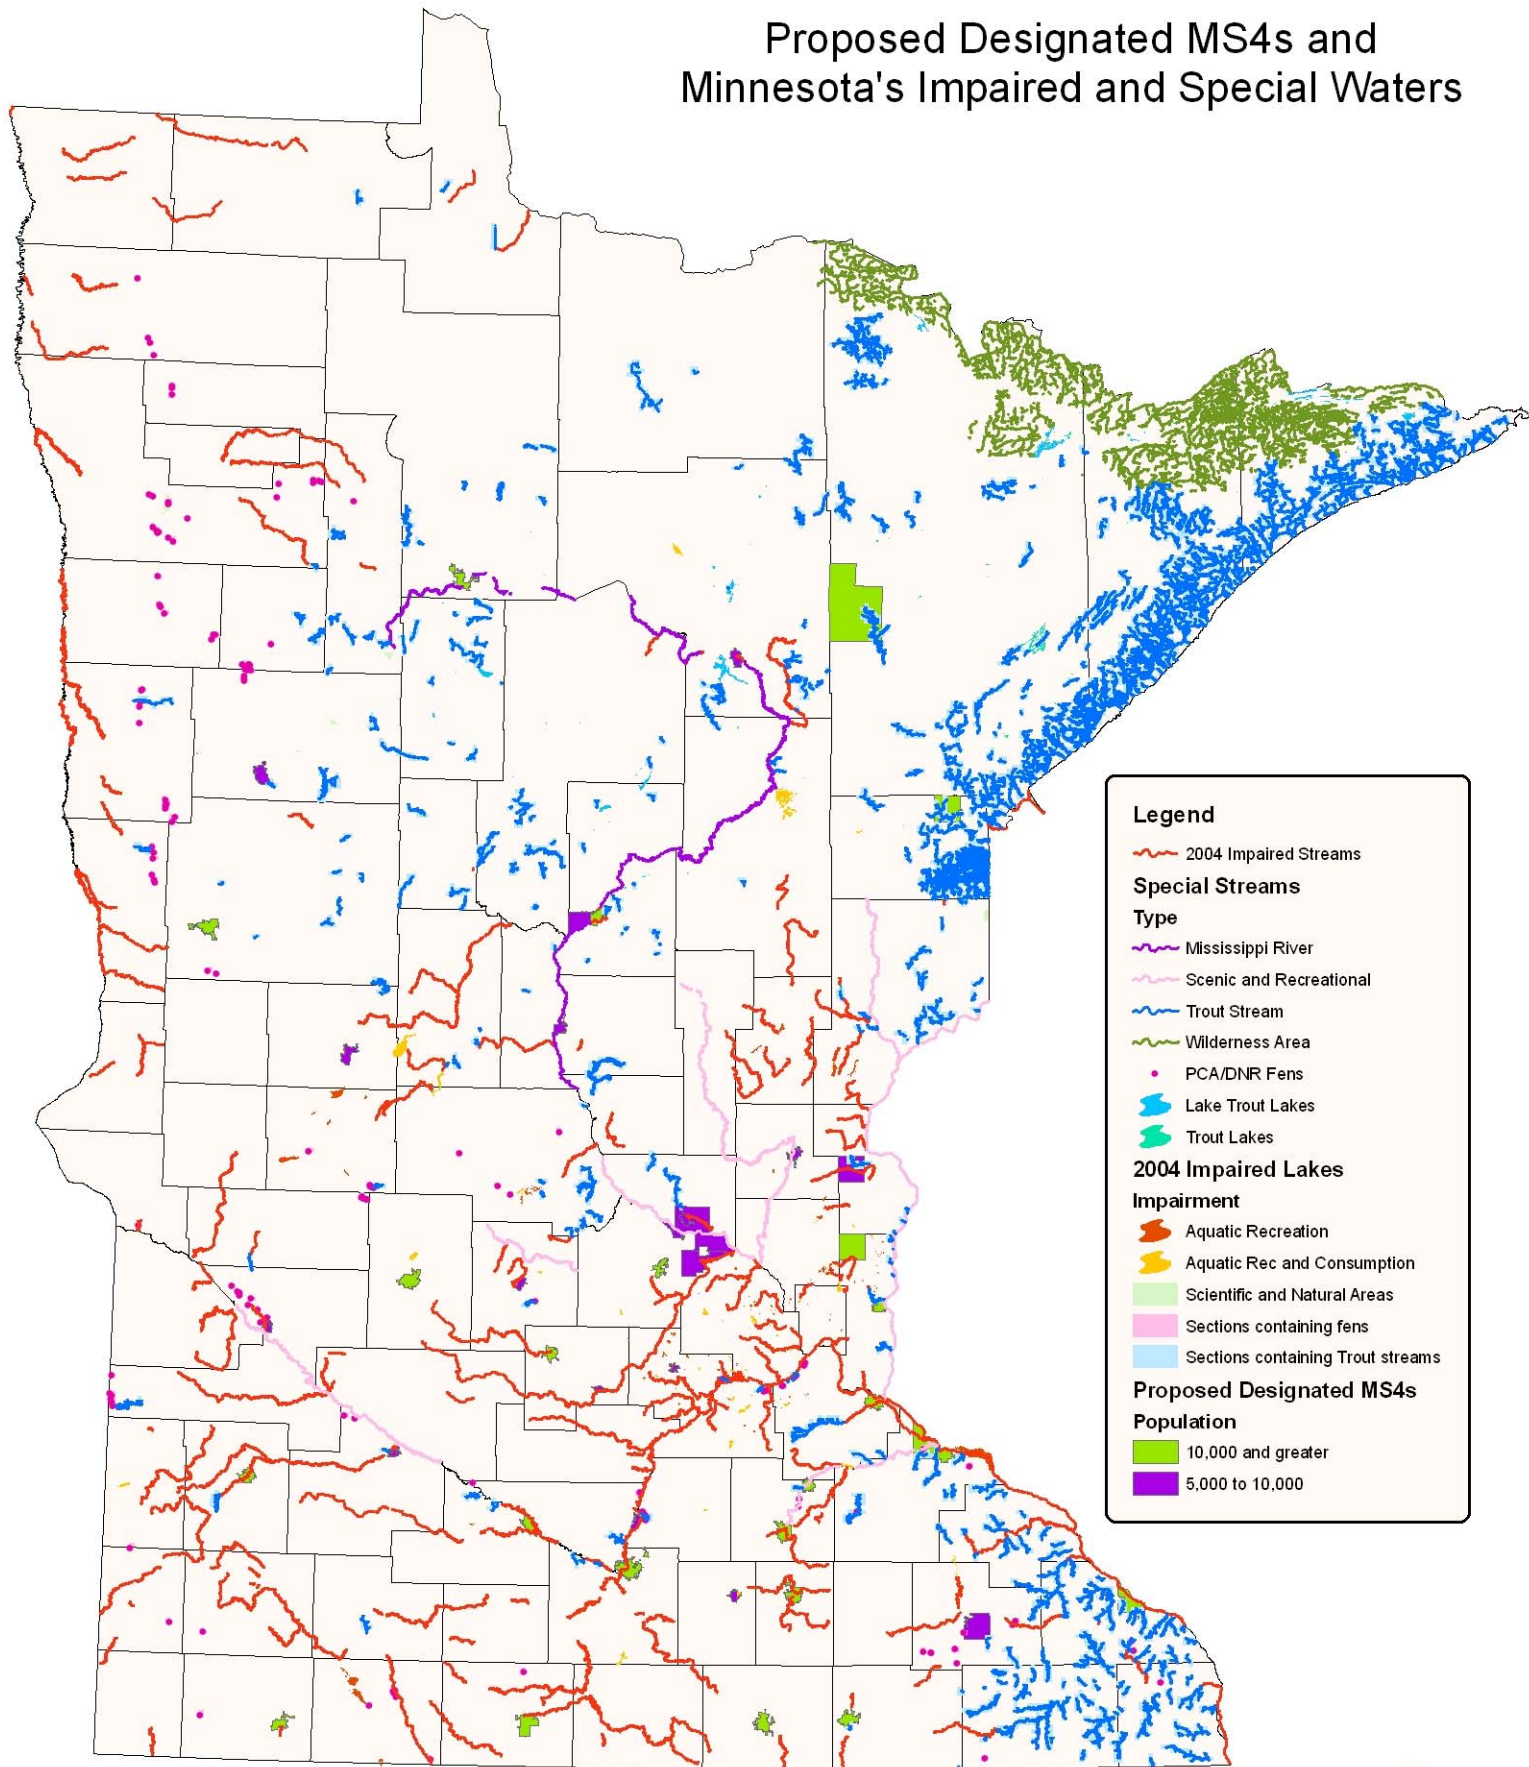 Proposed Designated MS4s and
Minnesota's Impaired and Special Waters
Legend
2004 Impaired Streams
Special Streams
Type
Mississippi River
Scenic and Recreational
Trout Stream
Wilderness Area
PCA/DNR Fens
Lake Trout Lakes
Trout Lakes
2004 Impaired Lakes
Impairment
Aquatic Recreation
Aquatic Rec and Consumption
Scientific and Natural Areas
Sections containing fens
Sections containing Trout streams
Proposed Designated MS4s
Population
10,000 and greater
5,000 to 10,000